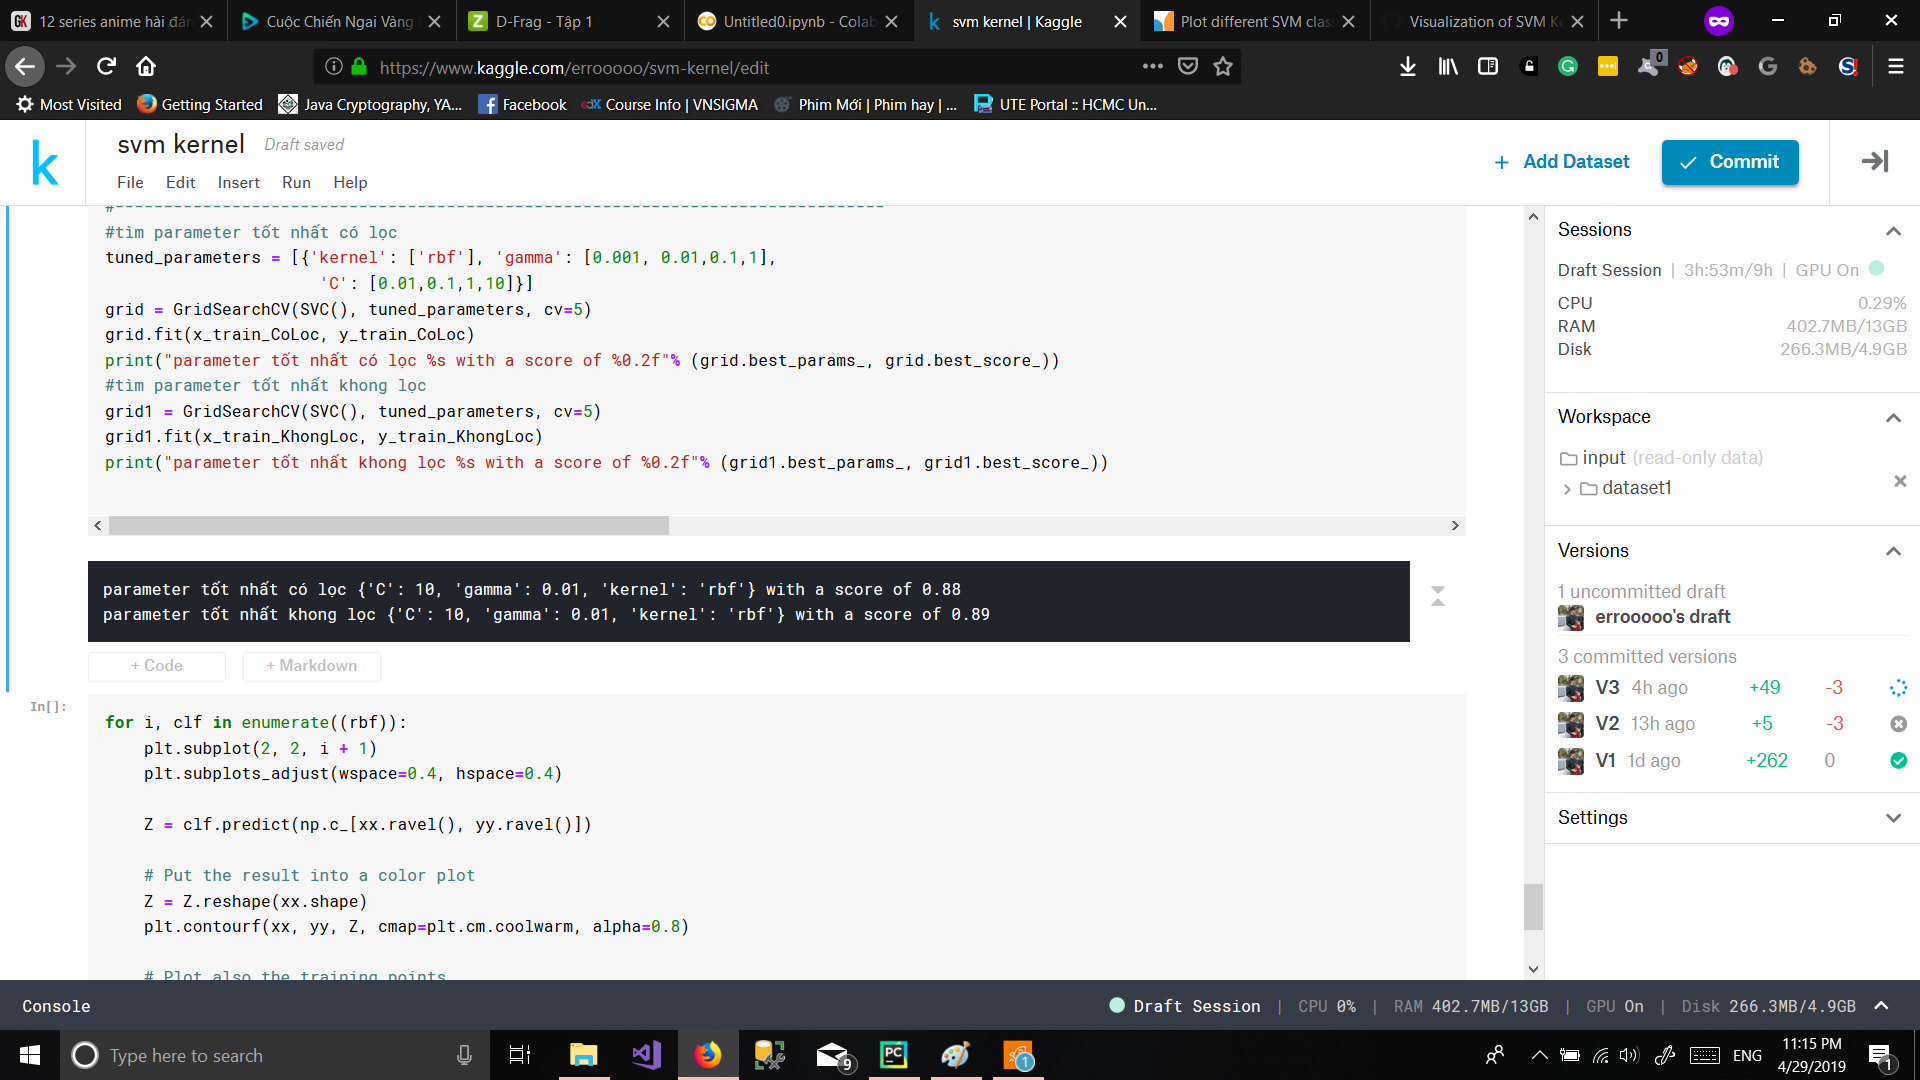 12 series anime hài đán
Cuộc Chiến Ngai Vàng
D-Frag - Tập 1
Untitled0.ipynb - Colab
svm kernel | Kaggle
Plot different SVM clas
Visualization of SVM Ke
https://www.kaggle.com/errooooo/svm-kernel/edit
0
Most Visited
Getting Started
Java Cryptography, YA...
Facebook
Course Info | VNSIGMA
Phim Mới | Phim hay | ...
UTE Portal :: HCMC Un...
svm kernel
Draft saved
File Edit Insert Run Help
+ Add Dataset
Commit
#tìm parameter tốt nhất có lọc
tuned_parameters = [{'kernel': ['rbf'], 'gamma': [0.001, 0.01,0.1,1],
'C': [0.01,0.1,1,10]}]
grid = GridSearchCV(SVC(), tuned_parameters, cv=5)
grid.fit(x_train_CoLoc, y_train_CoLoc)
print("parameter tốt nhất có lọc %s with a score of %0.2f"% (grid.best_params_, grid.best_score_))
#tìm parameter tốt nhất khong lọc
grid1 = GridSearchCV(SVC(), tuned_parameters, cv=5)
grid1.fit(x_train_KhongLoc, y_train_KhongLoc)
print("parameter tốt nhất khong lọc %s with a score of %0.2f"% (grid1.best_params_, grid1.best_score_))
parameter tốt nhất có lọc {'C': 10, 'gamma': 0.01, 'kernel': 'rbf'} with a score of 0.88
parameter tốt nhất khong lọc {'C': 10, 'gamma': 0.01, 'kernel': 'rbf'} with a score of 0.89
+ Code
+ Markdown
In[]:
for i, clf in enumerate((rbf)):
plt.subplot(2, 2, i + 1)
plt.subplots_adjust(wspace=0.4, hspace=0.4)
Z = clf.predict(np.c_[xx.ravel(), yy.ravel()])
# Put the result into a color plot
Z = Z.reshape(xx.shape)
plt.contourf(xx, yy, Z, cmap=plt.cm.coolwarm, alpha=0.8)
# Plot also the training points
Sessions
Draft Session | 3h:53m/9h | GPU On
CPU 0.29%
RAM 402.7MB/13GB
Disk 266.3MB/4.9GB
Workspace
input (read-only data)
dataset1
Versions
1 uncommitted draft
errooooo's draft
3 committed versions
V3 4h ago +49 -3
V2 13h ago +5 -3
V1 1d ago +262 0
Settings
Console
Draft Session | CPU 0% | RAM 402.7MB/13GB | GPU On | Disk 266.3MB/4.9GB
Type here to search
9
1
ENG
11:15 PM
4/29/2019
1